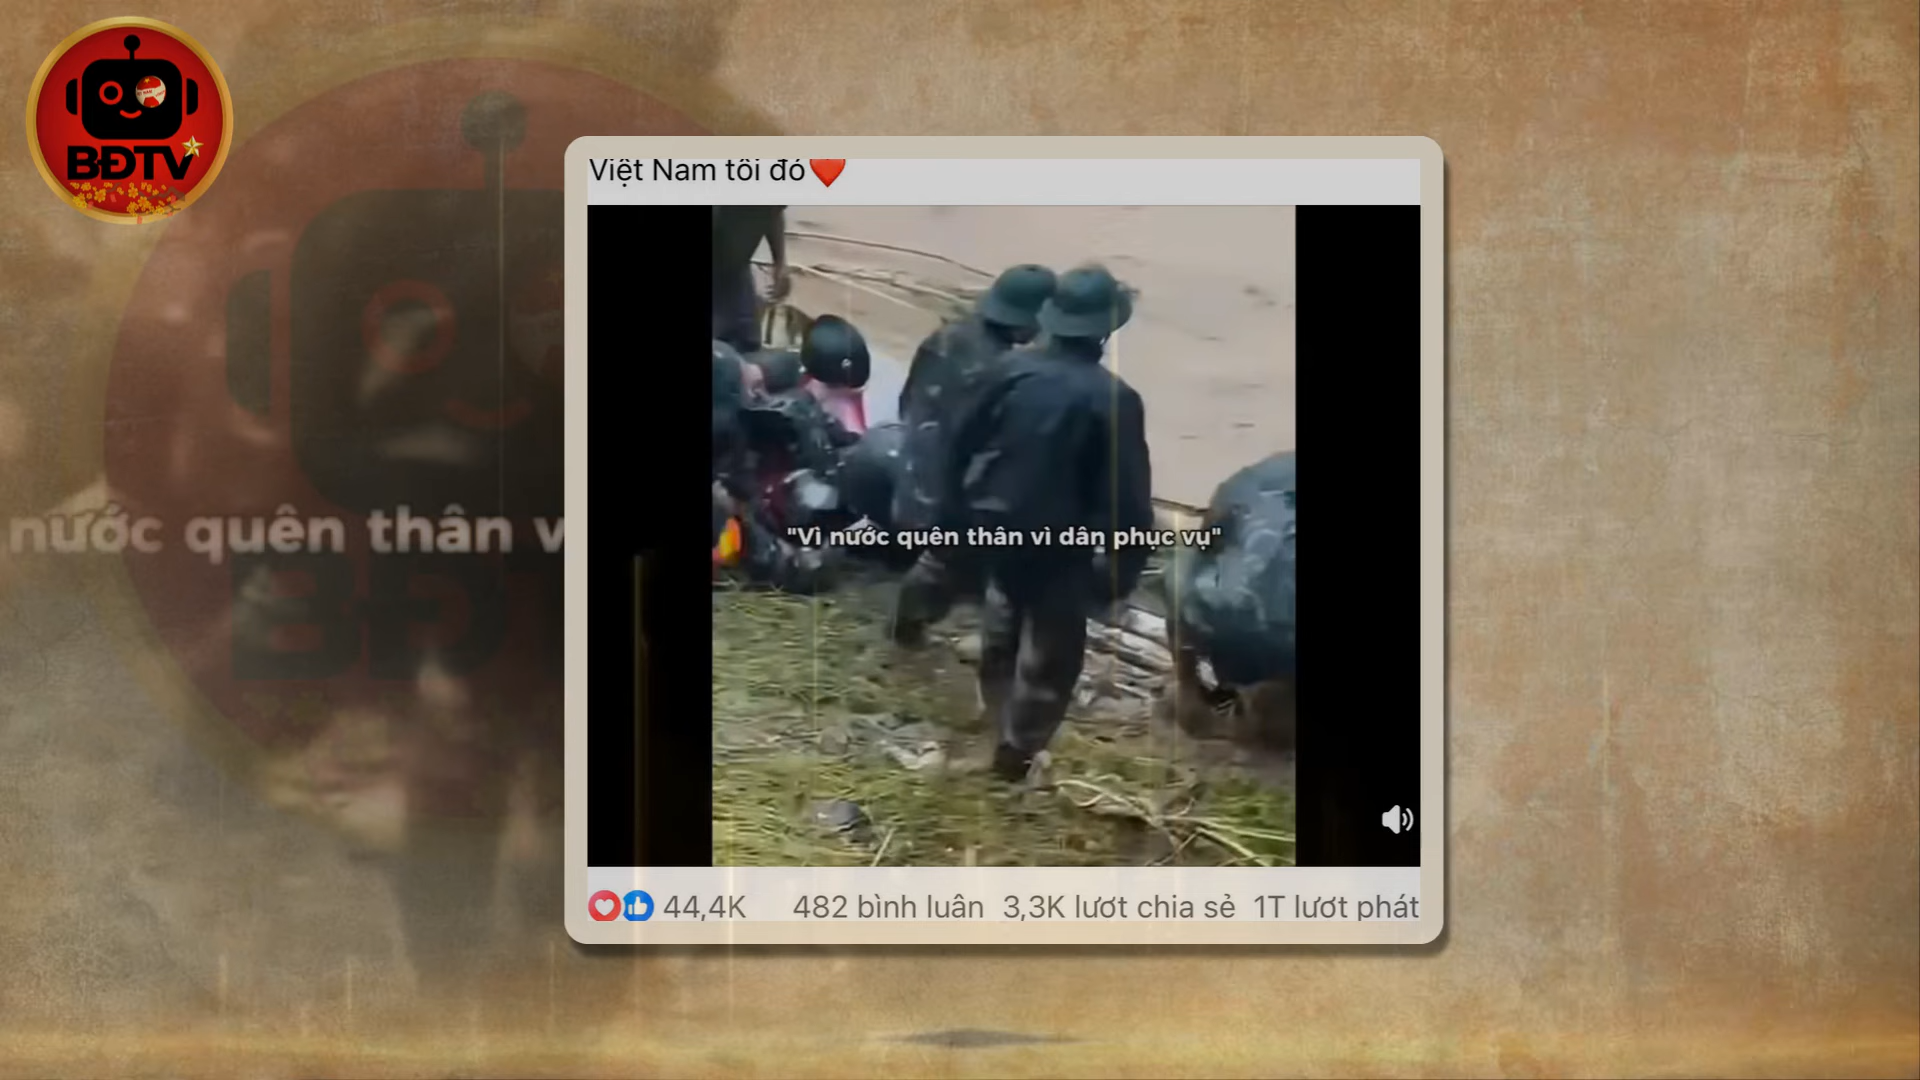 BĐTV
Việt Nam tôi đó❤️
nước quên thân v
"Vì nước quên thân vì dân phục vụ"
44,4K 482 bình luận 3,3K lượt chia sẻ 1T lượt phát